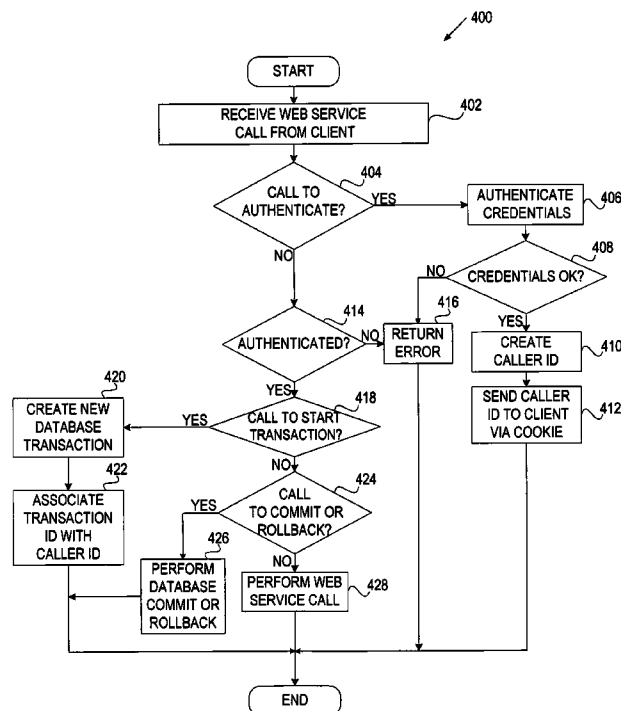 400
START
RECEIVE WEB SERVICE
CALL FROM CLIENT
402
404
CALL TO
AUTHENTICATE?
YES
NO
AUTHENTICATE
CREDENTIALS
406
408
CREDENTIALS OK?
NO
YES
414
AUTHENTICATED?
NO
YES
416
RETURN
ERROR
CREATE
CALLER ID
410
SEND CALLER
ID TO CLIENT
VIA COOKIE
412
418
CALL TO START
TRANSACTION?
YES
NO
420
CREATE NEW
DATABASE
TRANSACTION
422
ASSOCIATE
TRANSACTION
ID WITH
CALLER ID
424
CALL
TO COMMIT OR
ROLLBACK?
YES
NO
426
PERFORM
DATABASE
COMMIT OR
ROLLBACK
PERFORM WEB
SERVICE CALL
428
END